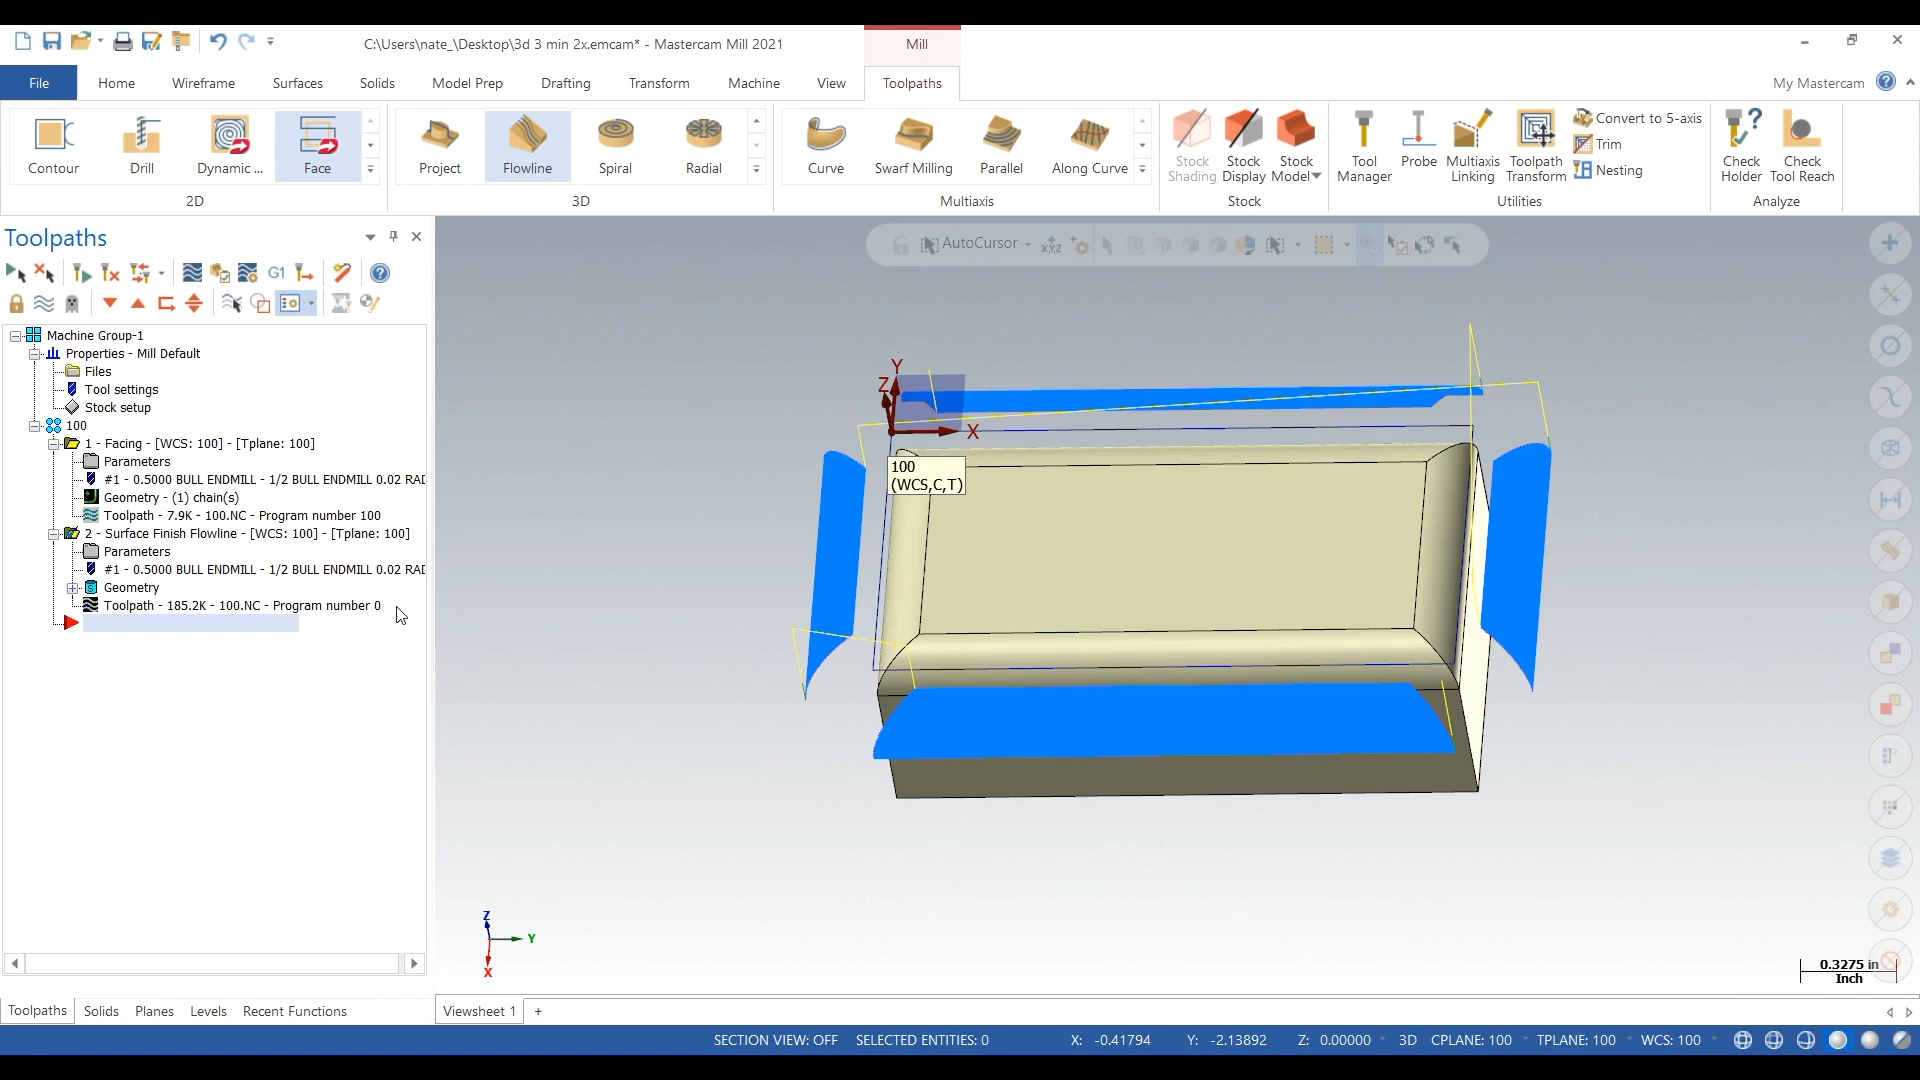 C:\Users\nate_\Desktop\3d 3 min 2x.emcam* - Mastercam Mill 2021
Mill
File
Home
Wireframe
Surfaces
Solids
Model Prep
Drafting
Transform
Machine
View
Toolpaths
My Mastercam
Contour
Drill
Dynamic ...
Face
Project
Flowline
Spiral
Radial
Curve
Swarf Milling
Parallel
Along Curve
Stock Shading
Stock Display
Stock Model
Tool Manager
Probe
Multiaxis Linking
Toolpath Transform
Convert to 5-axis
Trim
Nesting
Check Holder
Check Tool Reach
2D
3D
Multiaxis
Stock
Utilities
Analyze
Toolpaths
G1
AutoCursor
Machine Group-1
Properties - Mill Default
Files
Tool settings
Stock setup
100
1 - Facing - [WCS: 100] - [Tplane: 100]
Parameters
#1 - 0.5000 BULL ENDMILL - 1/2 BULL ENDMILL 0.02 RAD
Geometry - (1) chain(s)
Toolpath - 7.9K - 100.NC - Program number 100
2 - Surface Finish Flowline - [WCS: 100] - [Tplane: 100]
Parameters
#1 - 0.5000 BULL ENDMILL - 1/2 BULL ENDMILL 0.02 RAD
Geometry
Toolpath - 185.2K - 100.NC - Program number 0
Y
Z
X
100
(WCS,C,T)
Z
Y
X
0.3275 in
Inch
Toolpaths
Solids
Planes
Levels
Recent Functions
Viewsheet 1
+
SECTION VIEW: OFF
SELECTED ENTITIES: 0
X: -0.41794
Y: -2.13892
Z: 0.00000
3D
CPLANE: 100
TPLANE: 100
WCS: 100